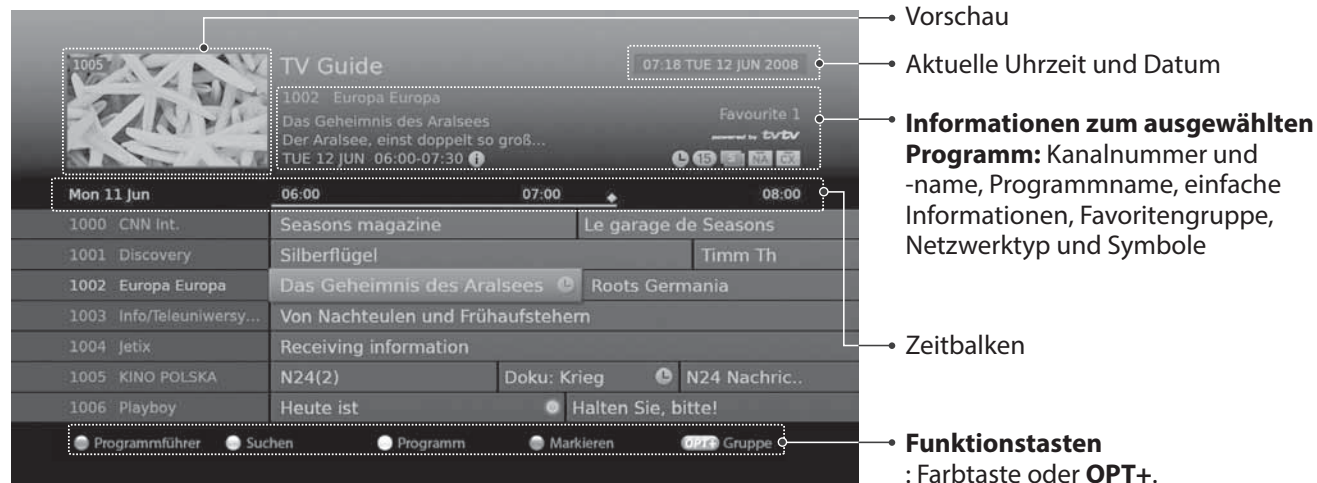 Vorschau
1005
TV Guide
07:18 TUE 12 JUN 2008
Aktuelle Uhrzeit und Datum
1002 Europa Europa
Favourite 1
Das Geheimnis des Aralsees
powered by tvtv
Der Aralsee, einst doppelt so groß...
TUE 12 JUN 06:00-07:30
15 NA CX
Informationen zum ausgewählten
Programm: Kanalnummer und
-name, Programmname, einfache
Informationen, Favoritengruppe,
Netzwerktyp und Symbole
Mon 11 Jun 06:00 07:00 08:00
1000 CNN Int. Seasons magazine Le garage de Seasons
1001 Discovery Silberflügel Timm Th
1002 Europa Europa Das Geheimnis des Aralsees Roots Germania
1003 Info/Teleuniwersy... Von Nachteulen und Frühaufstehern
1004 Jetix Receiving information
1005 KINO POLSKA N24(2) Doku: Krieg N24 Nachric..
1006 Playboy Heute ist Halten Sie, bitte!
Zeitbalken
Programmführer Suchen Programm Markieren OPT+ Gruppe
Funktionstasten
: Farbtaste oder OPT+.